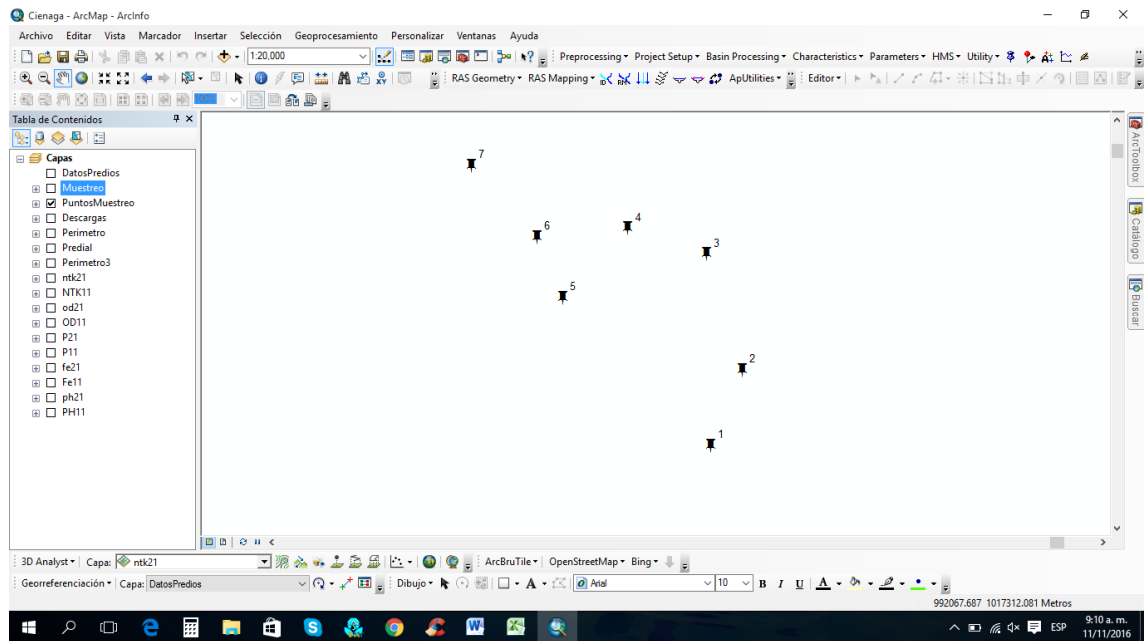 Cienaga - ArcMap - ArcInfo
Archivo Editar Vista Marcador Insertar Selección Geoprocesamiento Personalizar Ventanas Ayuda
1:20,000 Preprocessing Project Setup Basin Processing Characteristics Parameters HMS Utility
RAS Geometry RAS Mapping ApUtilities Editor
100%
Tabla de Contenidos
Capas
DatosPredios
Muestreo
PuntosMuestreo
Descargas
Perimetro
Predial
Perimetro3
ntk21
NTK11
od21
OD11
P21
P11
fe21
Fe11
ph21
PH11
7
6
4
3
5
2
1
ArcToolbox
Catálogo
Buscar
3D Analyst Capa: ntk21 ArcBruTile OpenStreetMap Bing
Georreferenciación Capa: DatosPredios Dibujo A Arial 10 B I U A
992067.687 1017312.081 Metros
ESP 9:10 a. m.
11/11/2016